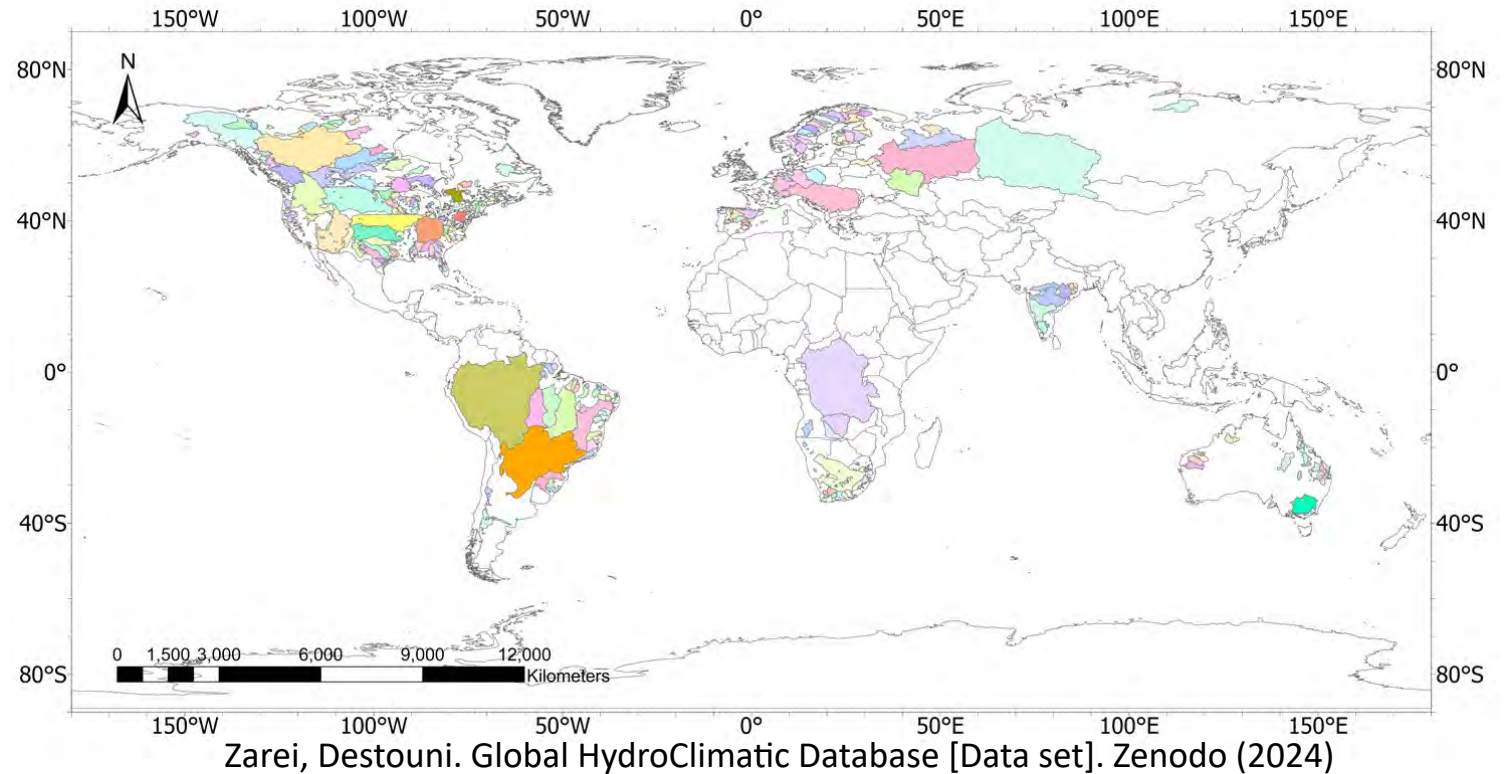 150°W 100°W 50°W 0° 50°E 100°E 150°E
80°N 80°N
N
40°N 40°N
0° 0°
40°S 40°S
0 1,500 3,000 6,000 9,000 12,000
Kilometers
80°S 80°S
150°W 100°W 50°W 0° 50°E 100°E 150°E
Zarei, Destouni. Global HydroClimatic Database [Data set]. Zenodo (2024)